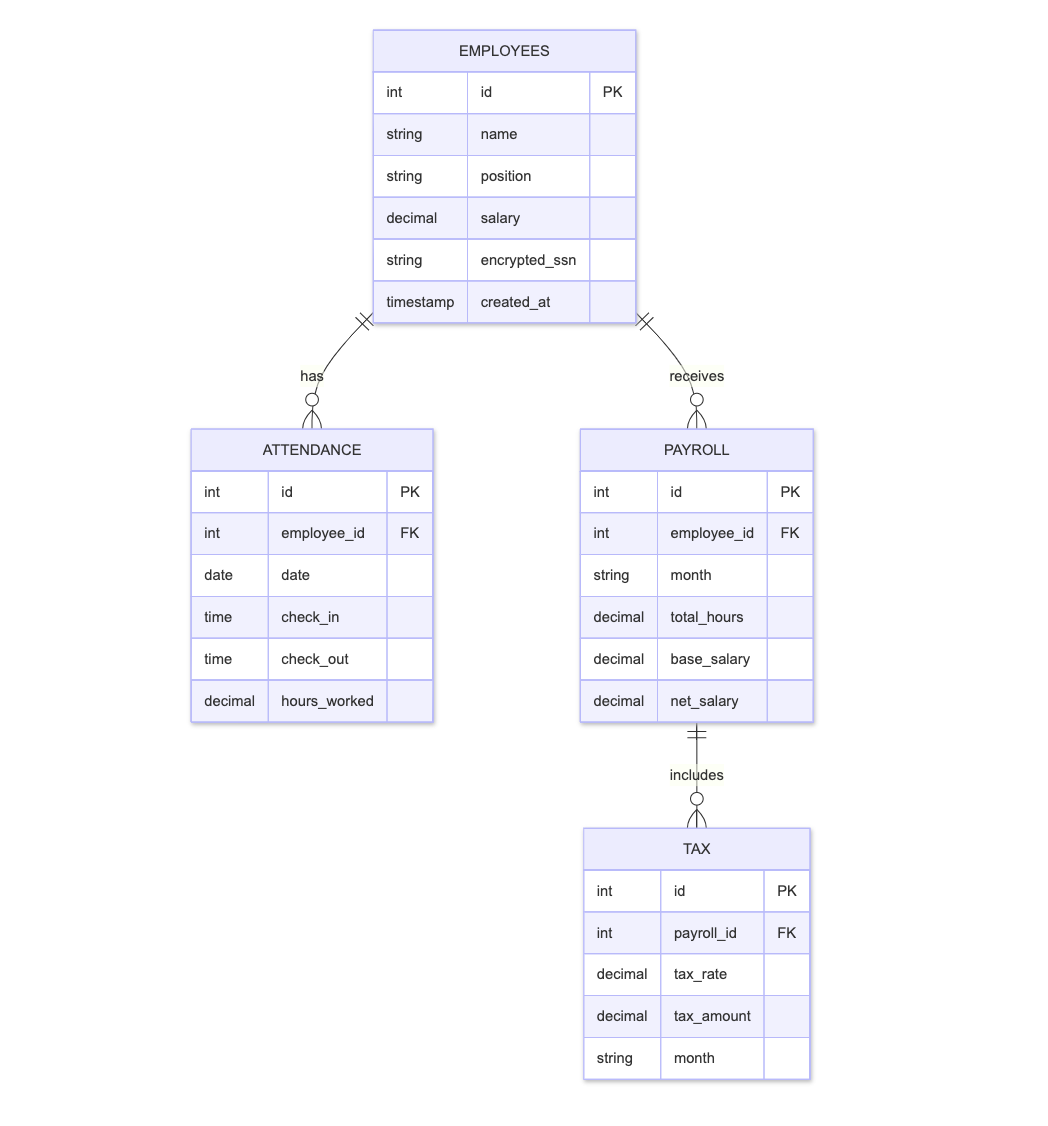 EMPLOYEES
int id PK
string name
string position
decimal salary
string encrypted_ssn
timestamp created_at
has
receives
ATTENDANCE
int id PK
int employee_id FK
date date
time check_in
time check_out
decimal hours_worked
PAYROLL
int id PK
int employee_id FK
string month
decimal total_hours
decimal base_salary
decimal net_salary
includes
TAX
int id PK
int payroll_id FK
decimal tax_rate
decimal tax_amount
string month